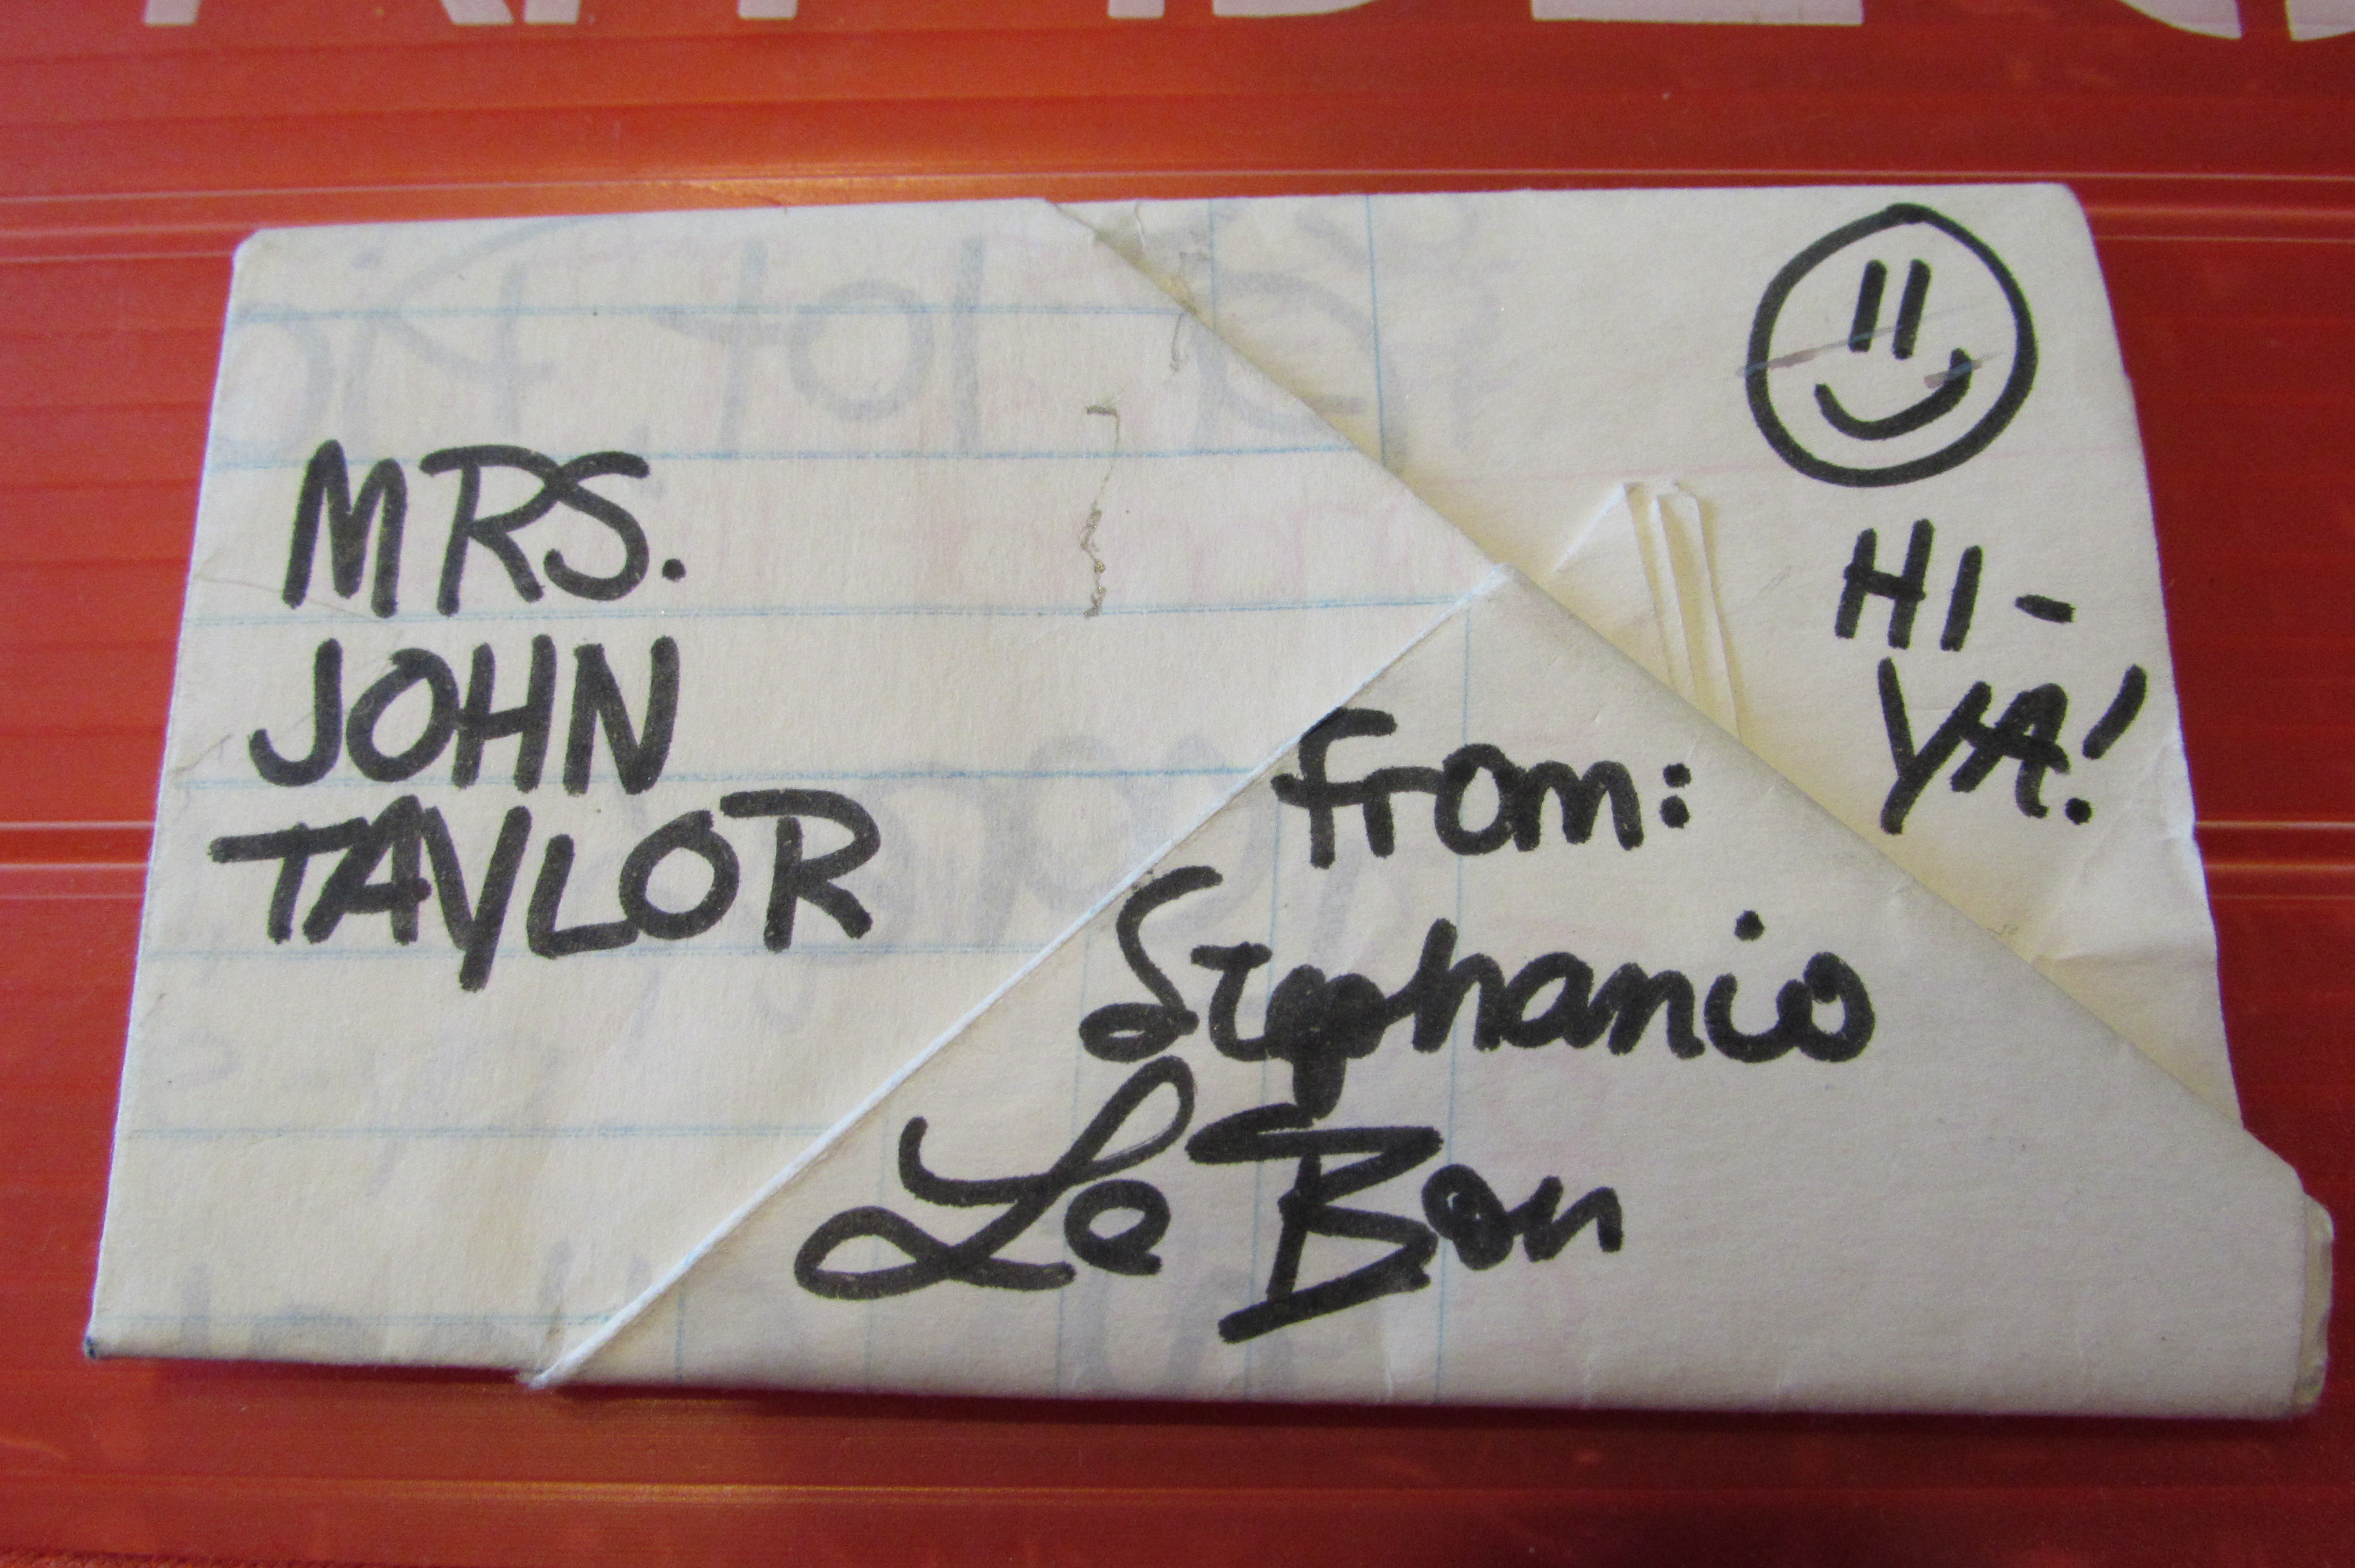 MRS.
JOHN
TAYLOR
HI-
YA!
from:
Stephanie
Le Bon